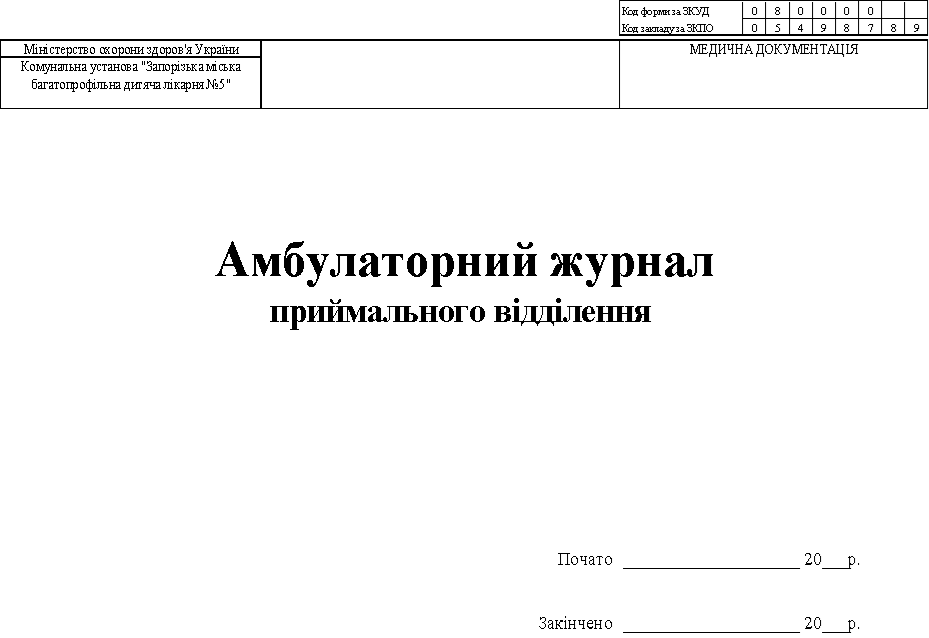 Код форми за ЗКУД 0 8 0 0 0 0
Код закладу за ЗКПО 0 5 4 9 8 7 8 9
Міністерство охорони здоров'я України
МЕДИЧНА ДОКУМЕНТАЦІЯ
Комунальна установа "Запорізька міська
багатопрофільна дитяча лікарня №5"
Амбулаторний журнал
приймального відділення
Почато ____________________ 20___р.
Закінчено ____________________ 20___р.